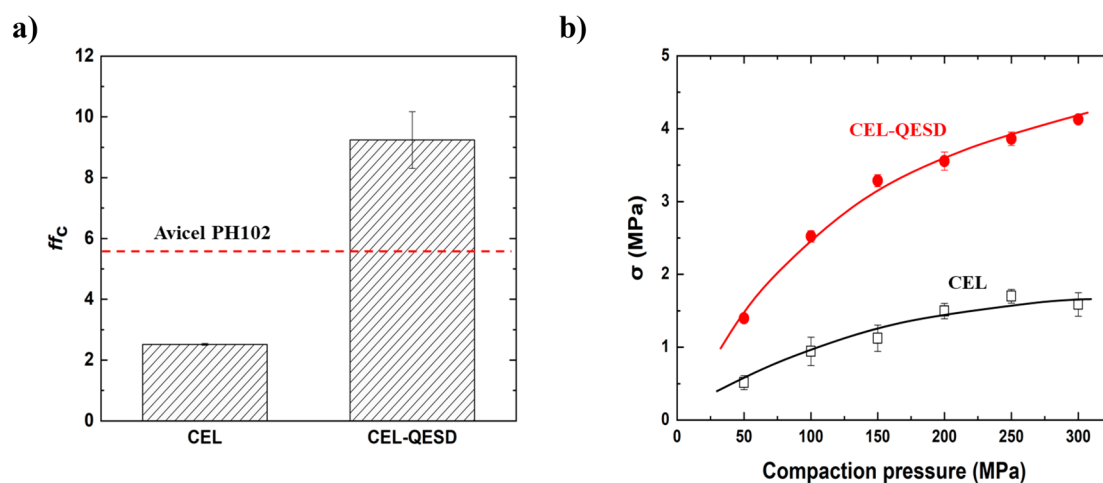 a)
12
10
8
6
4
2
0
ffc
Avicel PH102
CEL
CEL-QESD
b)
5
4
3
2
1
0
σ (MPa)
CEL-QESD
CEL
0
50
100
150
200
250
300
Compaction pressure (MPa)